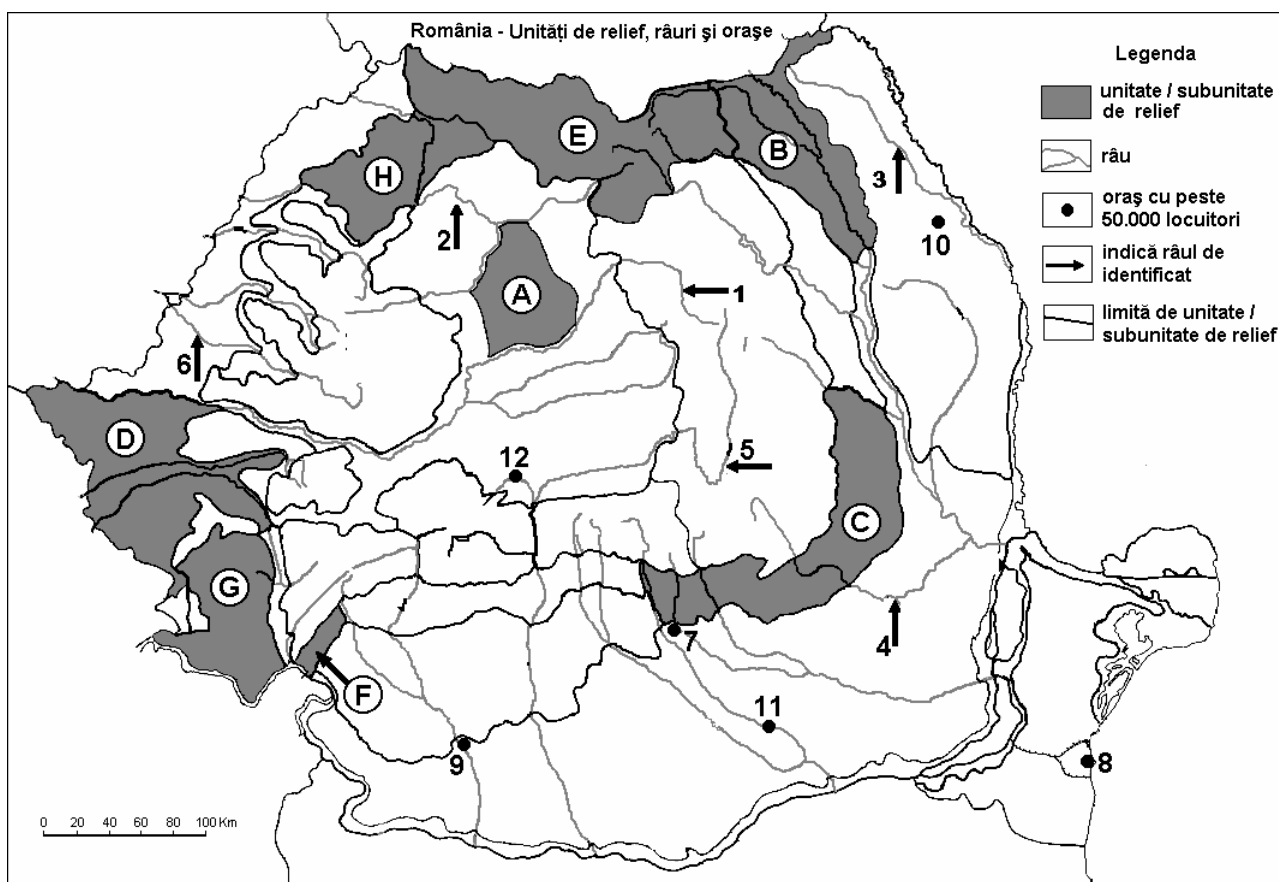 România - Unităţi de relief, râuri şi oraşe
Legenda
unitate / subunitate
de relief
râu
oraş cu peste
50.000 locuitori
indică râul de
identificat
limită de unitate /
subunitate de relief
E
B
H
3
2
10
A
1
6
D
12
5
C
G
7
4
F
11
9
8
0 20 40 60 80 100 Km